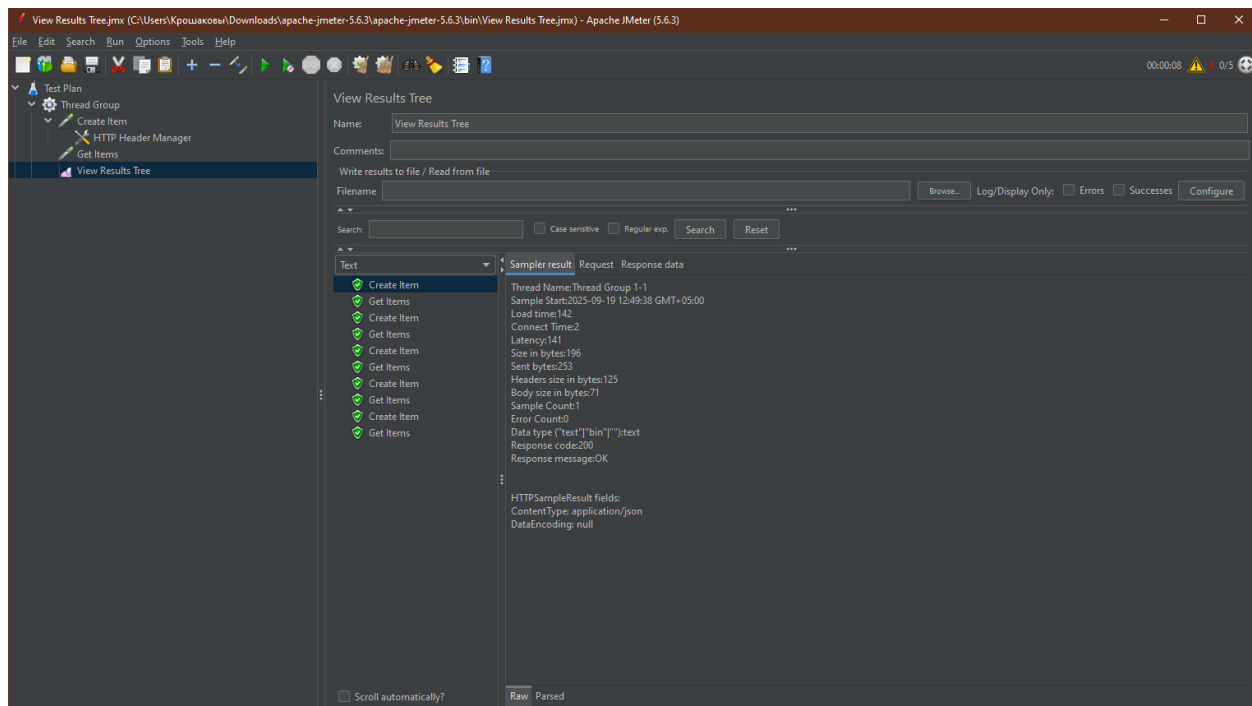 View Results Tree.jmx (C:\Users\Крошаковы\Downloads\apache-jmeter-5.6.3\apache-jmeter-5.6.3\bin\View Results Tree.jmx) - Apache JMeter (5.6.3)
File Edit Search Run Options Tools Help
00:00:08 5 0/5
Test Plan
Thread Group
Create Item
HTTP Header Manager
Get Items
View Results Tree
View Results Tree
Name: View Results Tree
Comments:
Write results to file / Read from file
Filename Browse... Log/Display Only: Errors Successes Configure
Search: Case sensitive Regular exp. Search Reset
Text
Create Item
Get Items
Create Item
Get Items
Create Item
Get Items
Create Item
Get Items
Create Item
Get Items
Scroll automatically?
Sampler result Request Response data
Thread Name:Thread Group 1-1
Sample Start:2025-09-19 12:49:38 GMT+05:00
Load time:142
Connect Time:2
Latency:141
Size in bytes:196
Sent bytes:253
Headers size in bytes:125
Body size in bytes:71
Sample Count:1
Error Count:0
Data type ("text"|"bin"|""):text
Response code:200
Response message:OK
HTTPSampleResult fields:
ContentType: application/json
DataEncoding: null
Raw Parsed